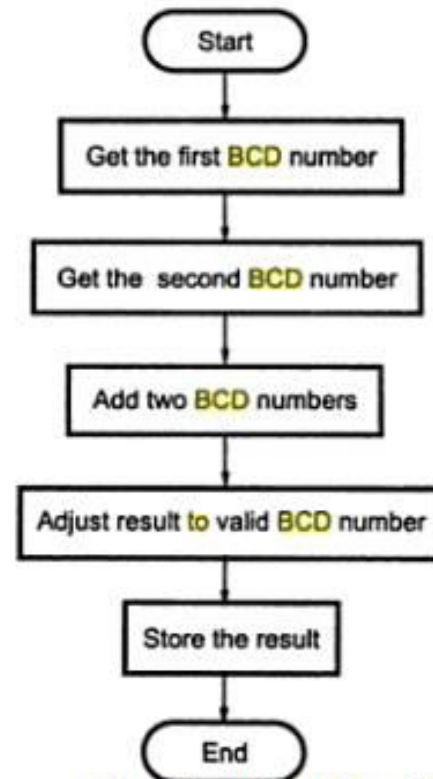 Start
Get the first BCD number
Get the second BCD number
Add two BCD numbers
Adjust result to valid BCD number
Store the result
End